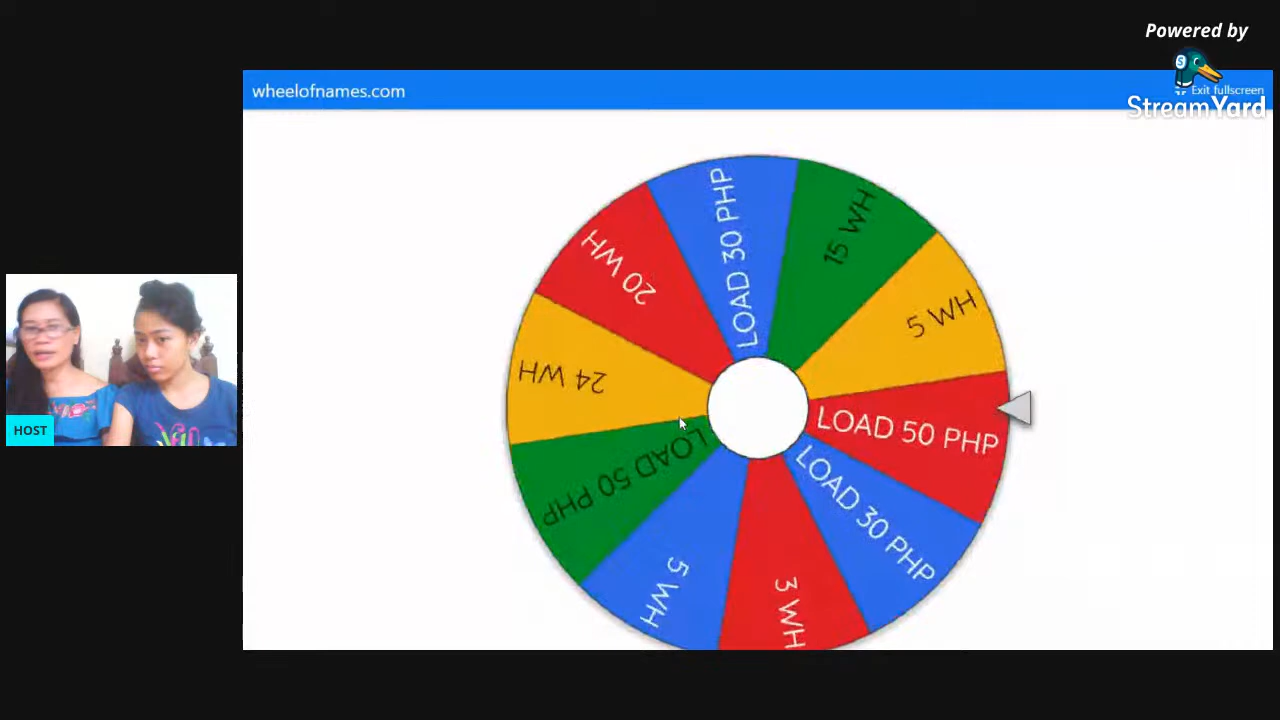 Powered by
StreamYard
wheelofnames.com
Exit fullscreen
LOAD 30 PHP
15 WH
20 WH
5 WH
24 WH
LOAD 50 PHP
LOAD 50 PHP
LOAD 30 PHP
5 WH
3 WH
HOST